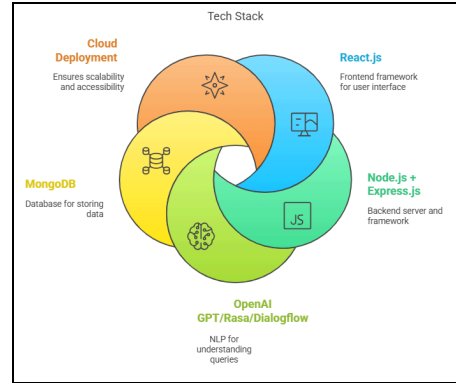 Tech Stack
Cloud
Deployment
Ensures scalability
and accessibility
React.js
Frontend framework
for user interface
MongoDB
Database for storing
data
Node.js +
Express.js
Backend server and
framework
JS
OpenAI
GPT/Rasa/Dialogflow
NLP for
understanding
queries